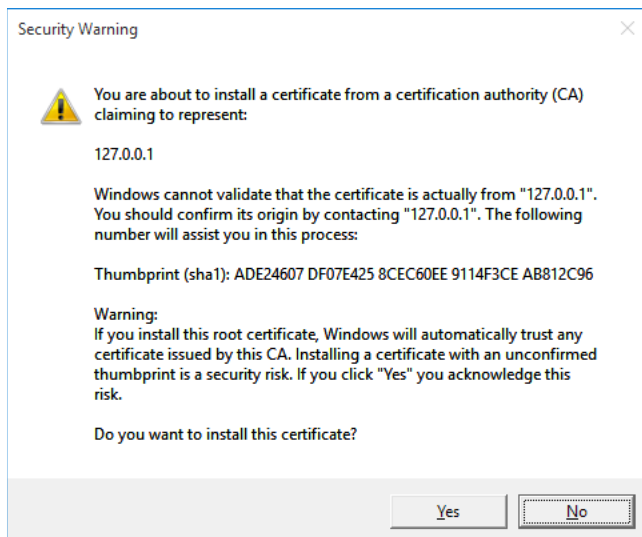 Security Warning
You are about to install a certificate from a certification authority (CA)
claiming to represent:
127.0.0.1
Windows cannot validate that the certificate is actually from "127.0.0.1".
You should confirm its origin by contacting "127.0.0.1". The following
number will assist you in this process:
Thumbprint (sha1): ADE24607 DF07E425 8CEC60EE 9114F3CE AB812C96
Warning:
If you install this root certificate, Windows will automatically trust any
certificate issued by this CA. Installing a certificate with an unconfirmed
thumbprint is a security risk. If you click "Yes" you acknowledge this
risk.
Do you want to install this certificate?
Yes
No